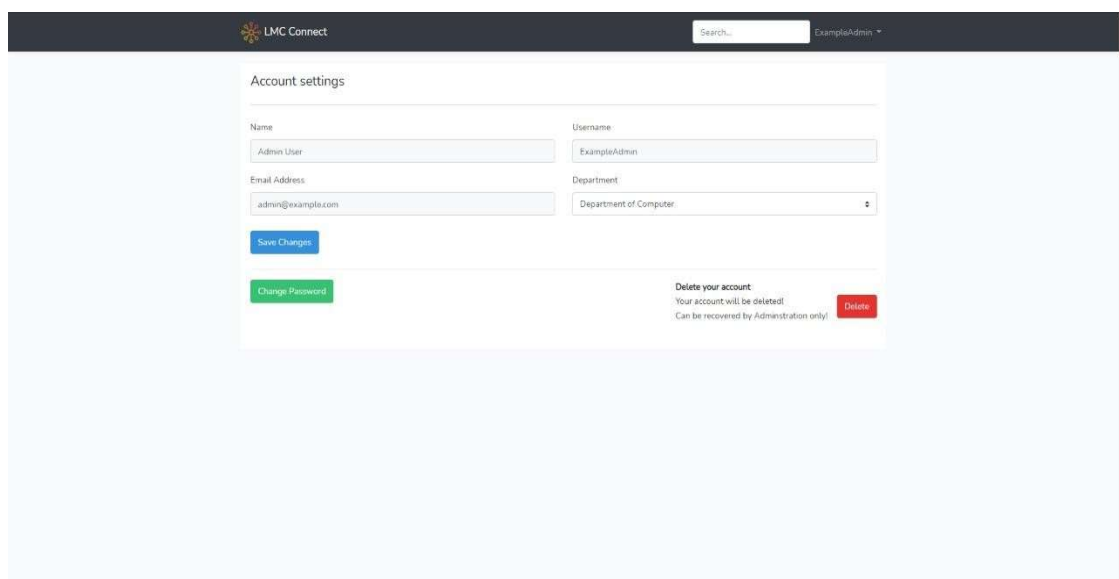 LMC Connect
Search...
ExampleAdmin
Account settings
Name
Username
Admin User
ExampleAdmin
Email Address
Department
admin@example.com
Department of Computer
Save Changes
Change Password
Delete your account
Your account will be deleted!
Can be recovered by Adminstration only!
Delete